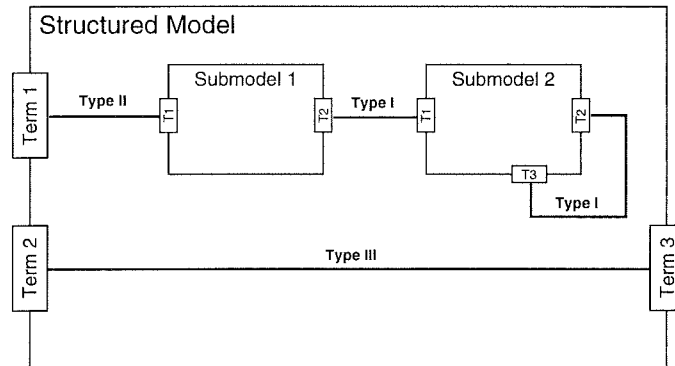 Structured Model
Submodel 1
Submodel 2
Term 1
Type II
T1
T2
Type I
T1
T2
T3
Type I
Term 2
Type III
Term 3